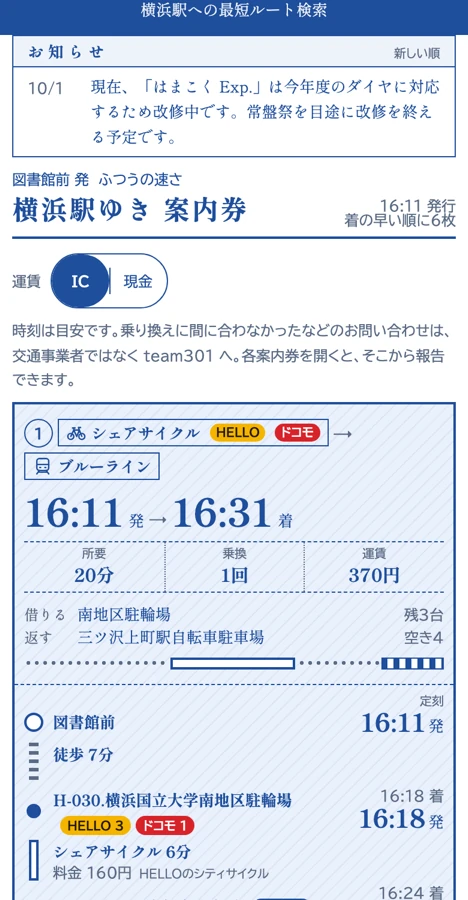 横浜駅への最短ルート検索
お知らせ 新しい順
10/1 現在、「はまこく Exp.」は今年度のダイヤに対応
するため改修中です。常盤祭を目途に改修を終え
る予定です。
図書館前 発 ふつうの速さ
横浜駅ゆき 案内券 16:11 発行
着の早い順に6枚
運賃 IC 現金
時刻は目安です。乗り換えに間に合わなかったなどのお問い合わせは、
交通事業者ではなく team301 へ。各案内券を開くと、そこから報告
できます。
1 シェアサイクル HELLO ドコモ →
ブルーライン
16:11 発 → 16:31 着
所要 乗換 運賃
20分 1回 370円
借りる 南地区駐輪場 残3台
返す 三ツ沢上町駅自転車駐車場 空き4
定刻
図書館前 16:11 発
徒歩 7分
16:18 着
H-030.横浜国立大学南地区駐輪場 16:18 発
HELLO 3 ドコモ 1
シェアサイクル 6分
料金 160円 HELLOのシティサイクル
16:24 着